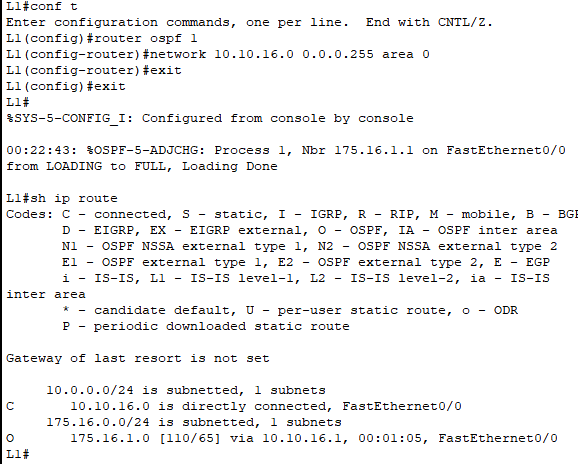 L1#conf t
Enter configuration commands, one per line.  End with CNTL/Z.
L1(config)#router ospf 1
L1(config-router)#network 10.10.16.0 0.0.0.255 area 0
L1(config-router)#exit
L1(config)#exit
L1#
%SYS-5-CONFIG_I: Configured from console by console
00:22:43: %OSPF-5-ADJCHG: Process 1, Nbr 175.16.1.1 on FastEthernet0/0
from LOADING to FULL, Loading Done
L1#sh ip route
Codes: C - connected, S - static, I - IGRP, R - RIP, M - mobile, B - BGP
       D - EIGRP, EX - EIGRP external, O - OSPF, IA - OSPF inter area
       N1 - OSPF NSSA external type 1, N2 - OSPF NSSA external type 2
       E1 - OSPF external type 1, E2 - OSPF external type 2, E - EGP
       i - IS-IS, L1 - IS-IS level-1, L2 - IS-IS level-2, ia - IS-IS
inter area
       * - candidate default, U - per-user static route, o - ODR
       P - periodic downloaded static route
Gateway of last resort is not set
     10.0.0.0/24 is subnetted, 1 subnets
C       10.10.16.0 is directly connected, FastEthernet0/0
     175.16.0.0/24 is subnetted, 1 subnets
O       175.16.1.0 [110/65] via 10.10.16.1, 00:01:05, FastEthernet0/0
L1#